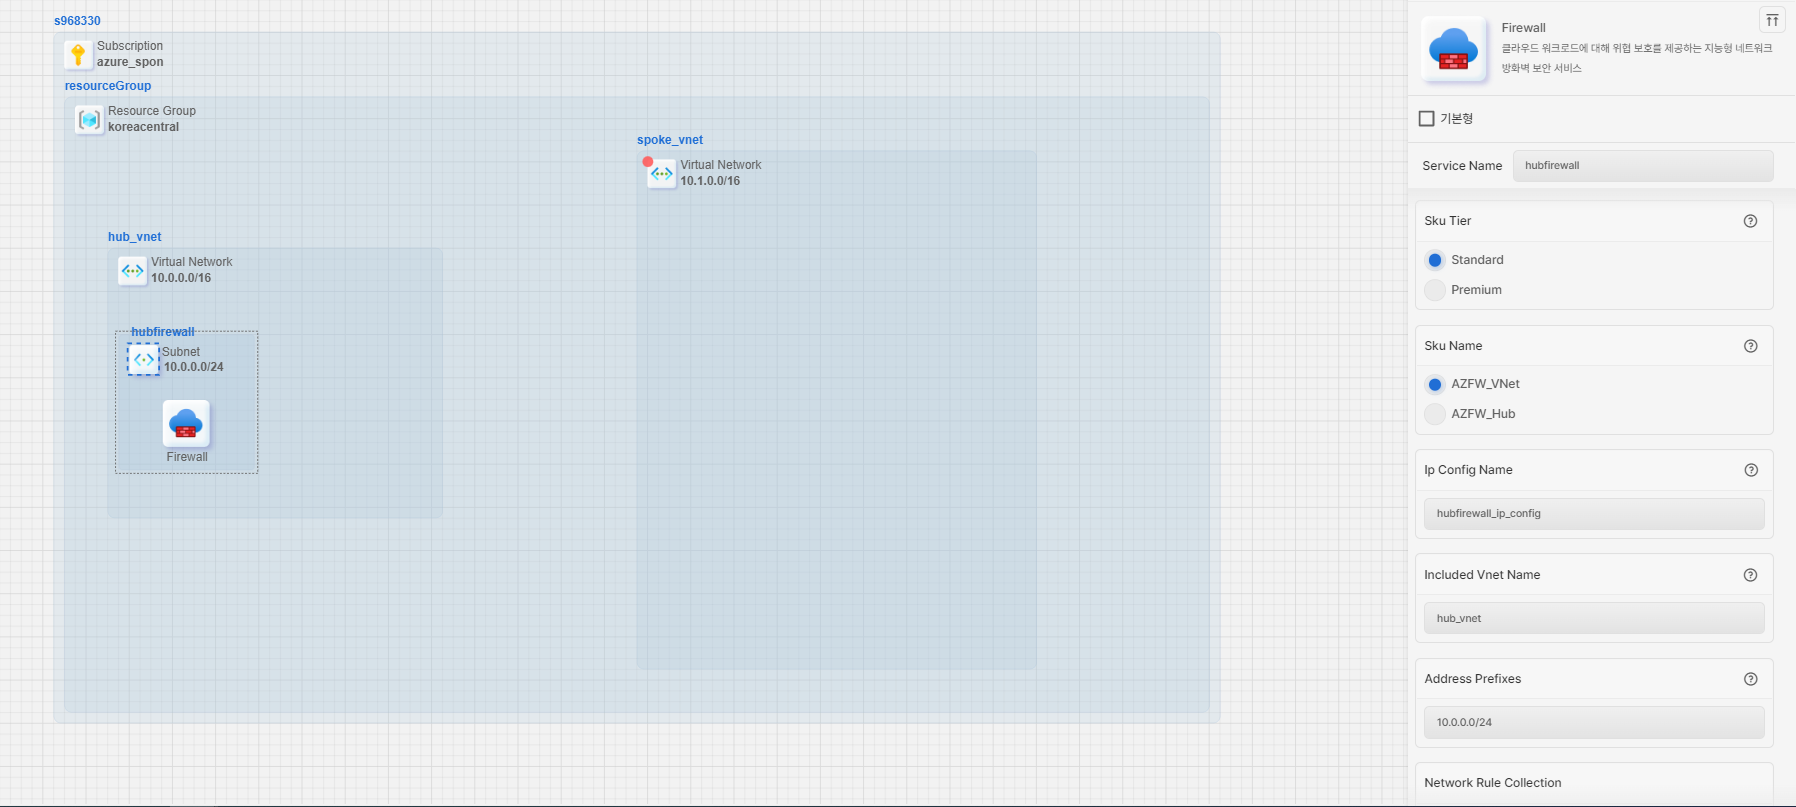 s968330
Subscription
azure_spon
resourceGroup
Resource Group
koreacentral
spoke_vnet
Virtual Network
10.1.0.0/16
hub_vnet
Virtual Network
10.0.0.0/16
hubfirewall
Subnet
10.0.0.0/24
Firewall
Firewall
클라우드 워크로드에 대해 위협 보호를 제공하는 지능형 네트워크
방화벽 보안 서비스
기본형
Service Name
hubfirewall
Sku Tier
Standard
Premium
Sku Name
AZFW_VNet
AZFW_Hub
Ip Config Name
hubfirewall_ip_config
Included Vnet Name
hub_vnet
Address Prefixes
10.0.0.0/24
Network Rule Collection